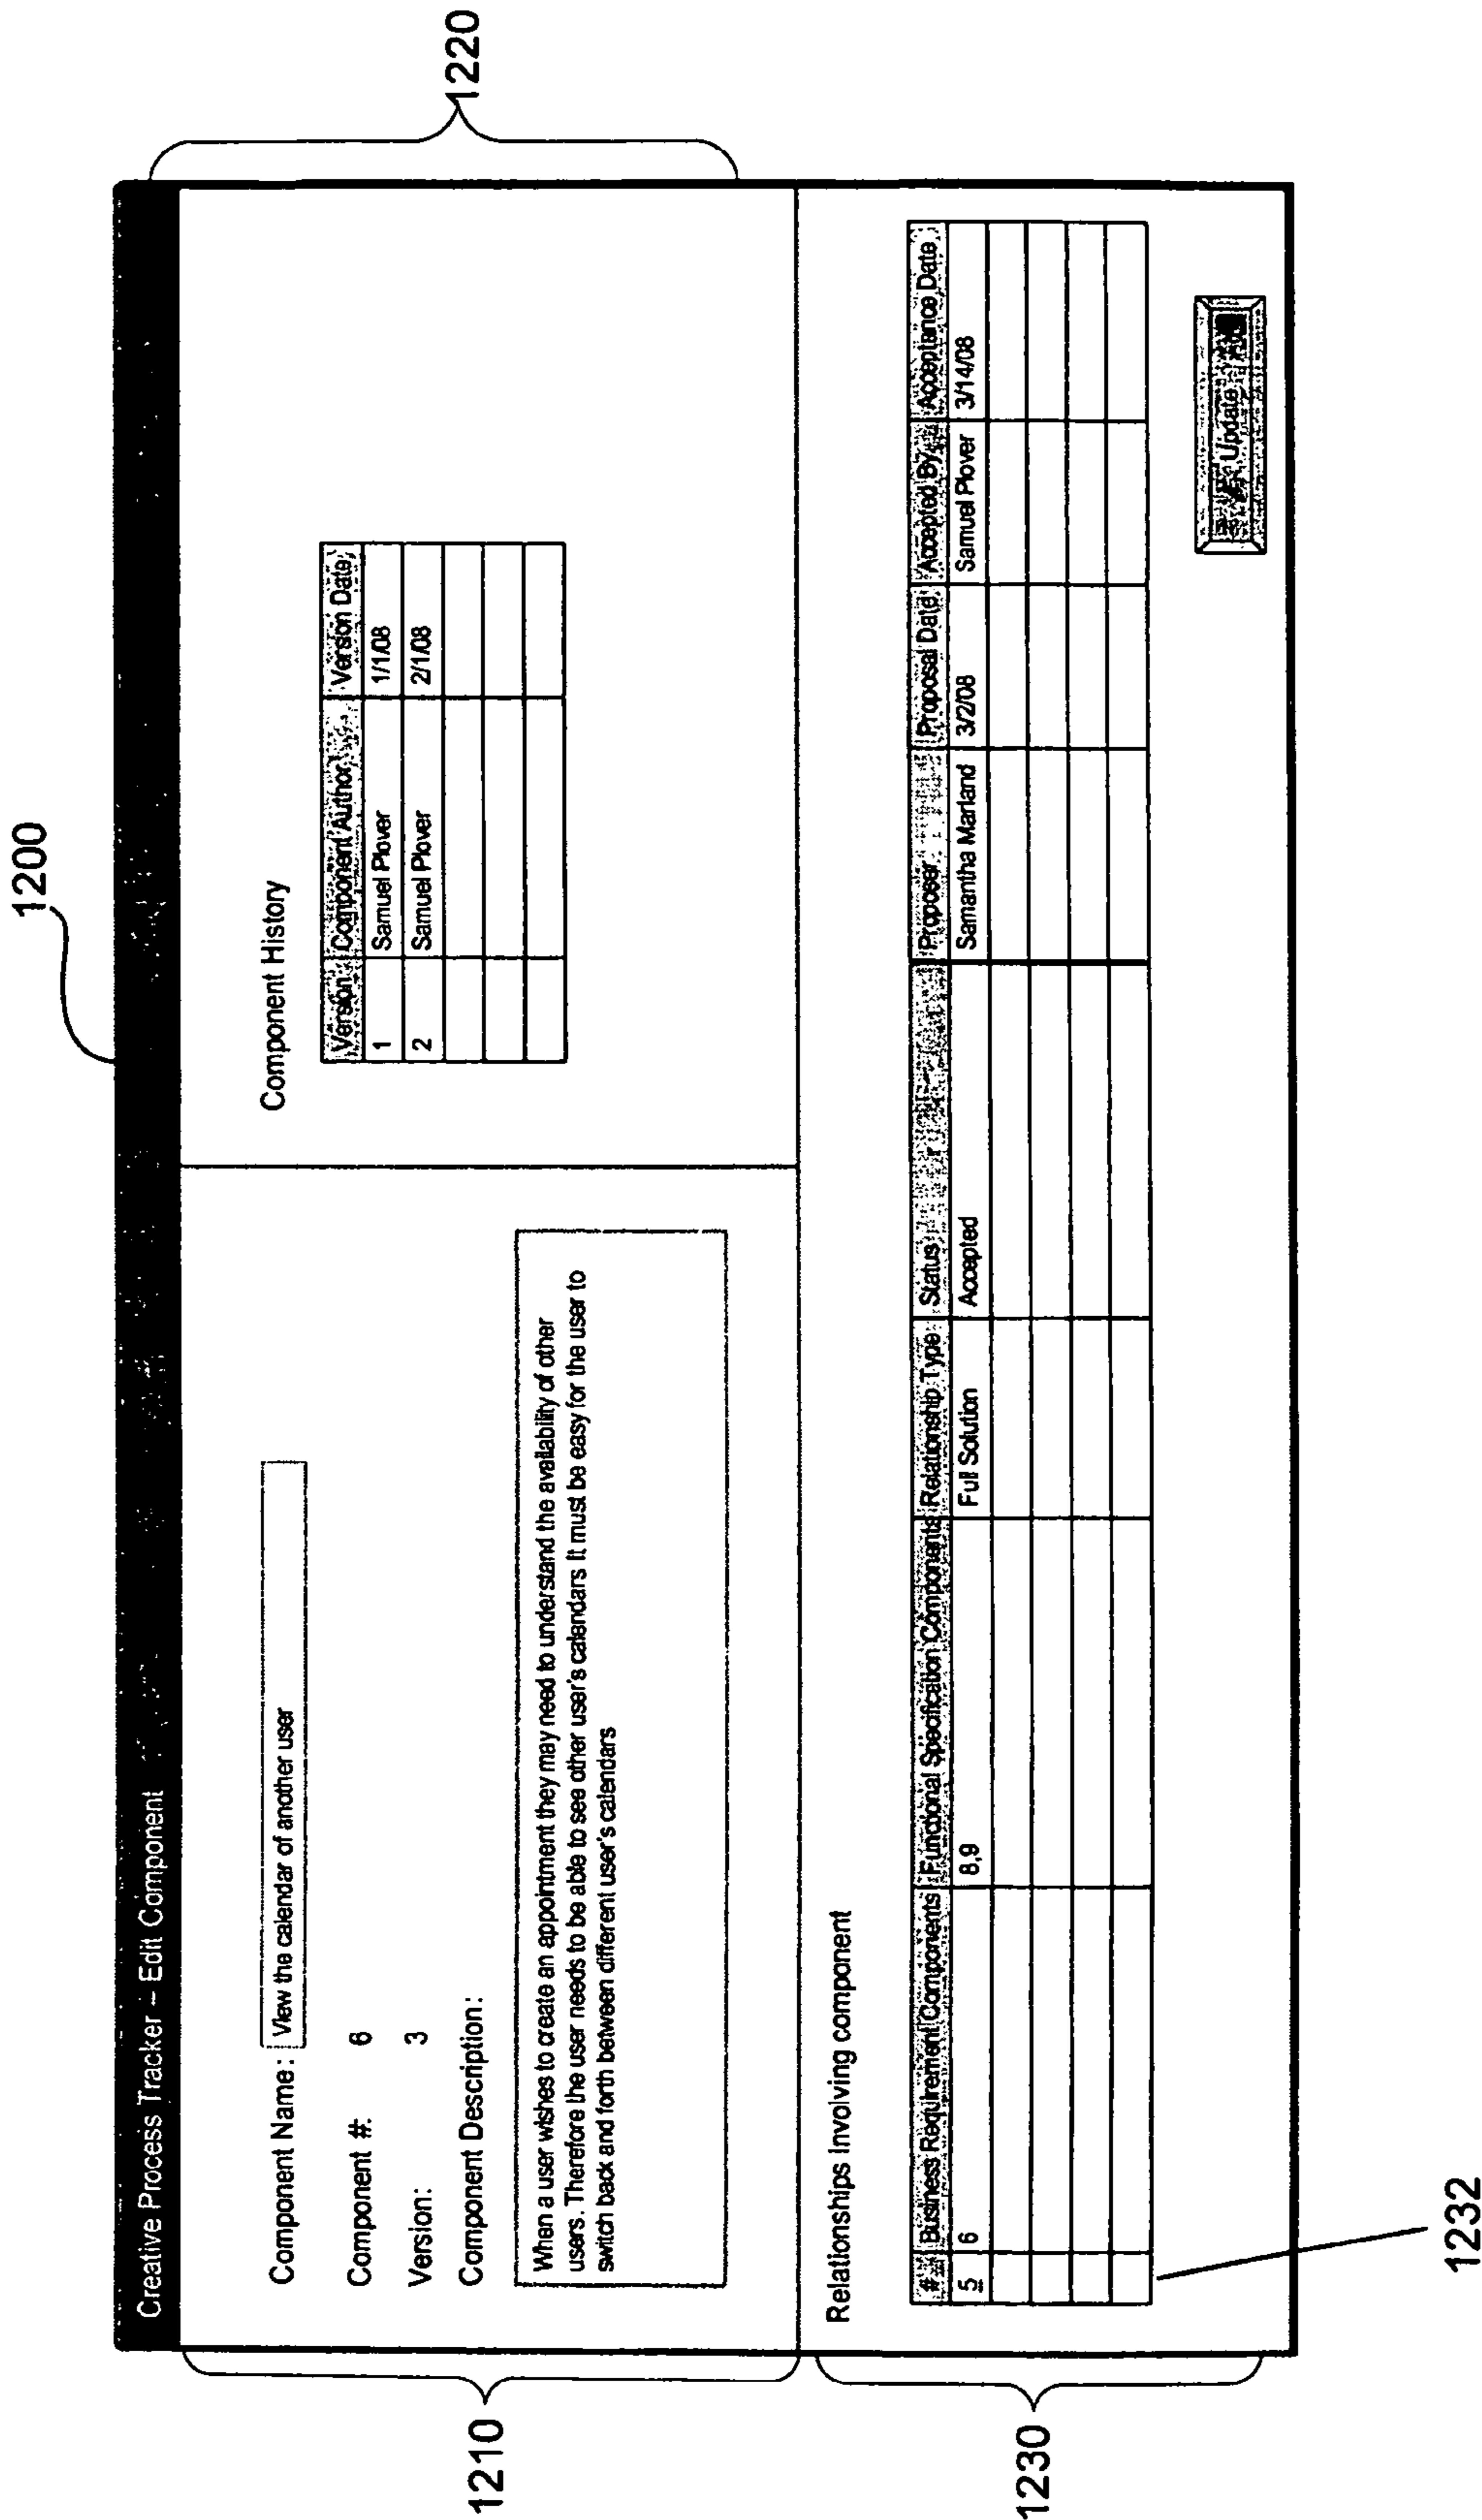 1200
Creative Process Tracker – Edit Component
1210
Component Name: View the calendar of another user
Component #: 6
Version: 3
Component Description:
When a user wishes to create an appointment they may need to understand the availability of other
users. Therefore the user needs to be able to see other user's calendars It must be easy for the user to
switch back and forth between different user's calendars
1220
Component History
Version Component Author Version Date
1 Samuel Plover 1/1/08
2 Samuel Plover 2/1/08
1230
Relationships Involving component
# Business Requirement Components Functional Specification Components Relationship Type Status Proposer Proposal Date Accepted By Acceptance Date
5 6 8,9 Full Solution Accepted Samantha Marland 3/2/08 Samuel Plover 3/14/08
Update
1232